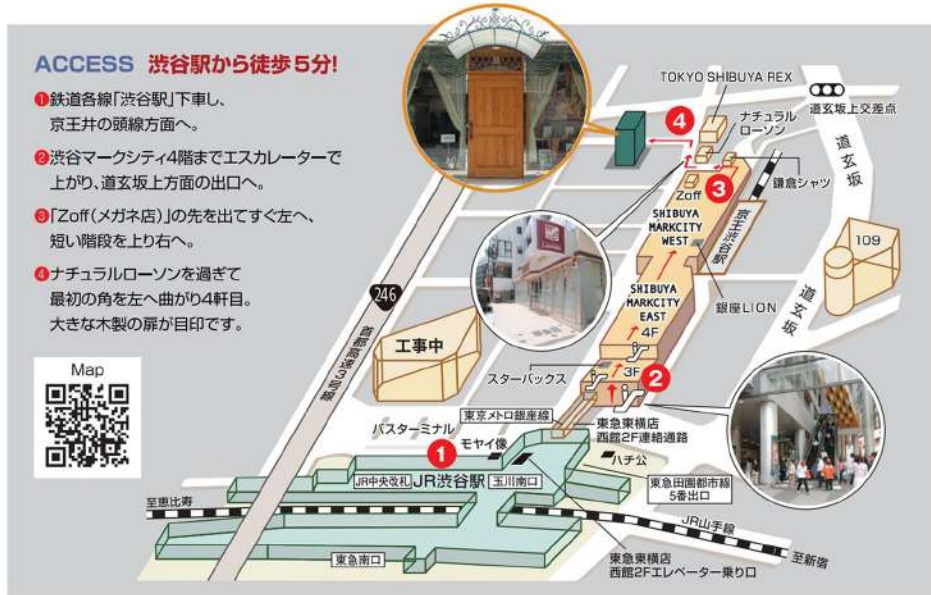 ACCESS 渋谷駅から徒歩5分!
❶鉄道各線「渋谷駅」下車し、
京王井の頭線方面へ。
❷渋谷マークシティ4階までエスカレーターで
上がり、道玄坂上方面の出口へ。
❸「Zoff(メガネ店)」の先を出てすぐ左へ、
短い階段を上り右へ。
❹ナチュラルローソンを過ぎて
最初の角を左へ曲がり4軒目。
大きな木製の扉が目印です。
Map
TOKYO SHIBUYA REX
道玄坂上交差点
4
ナチュラル
ローソン
道玄坂
鎌倉シャツ
3
Zoff
SHIBUYA
MARKCITY
WEST
京王渋谷駅
109
銀座LION
道玄坂
SHIBUYA
MARKCITY
EAST
4F
246
首都高速3号線
工事中
スターバックス
3F
2
東京メトロ銀座線
東急東横店
西館2F連絡通路
バスターミナル
モヤイ像
1
ハチ公
JR中央改札
JR渋谷駅
玉川南口
東急田園都市線
5番出口
至恵比寿
JR山手線
東急南口
東急東横店
西館2Fエレベーター乗り口
至新宿